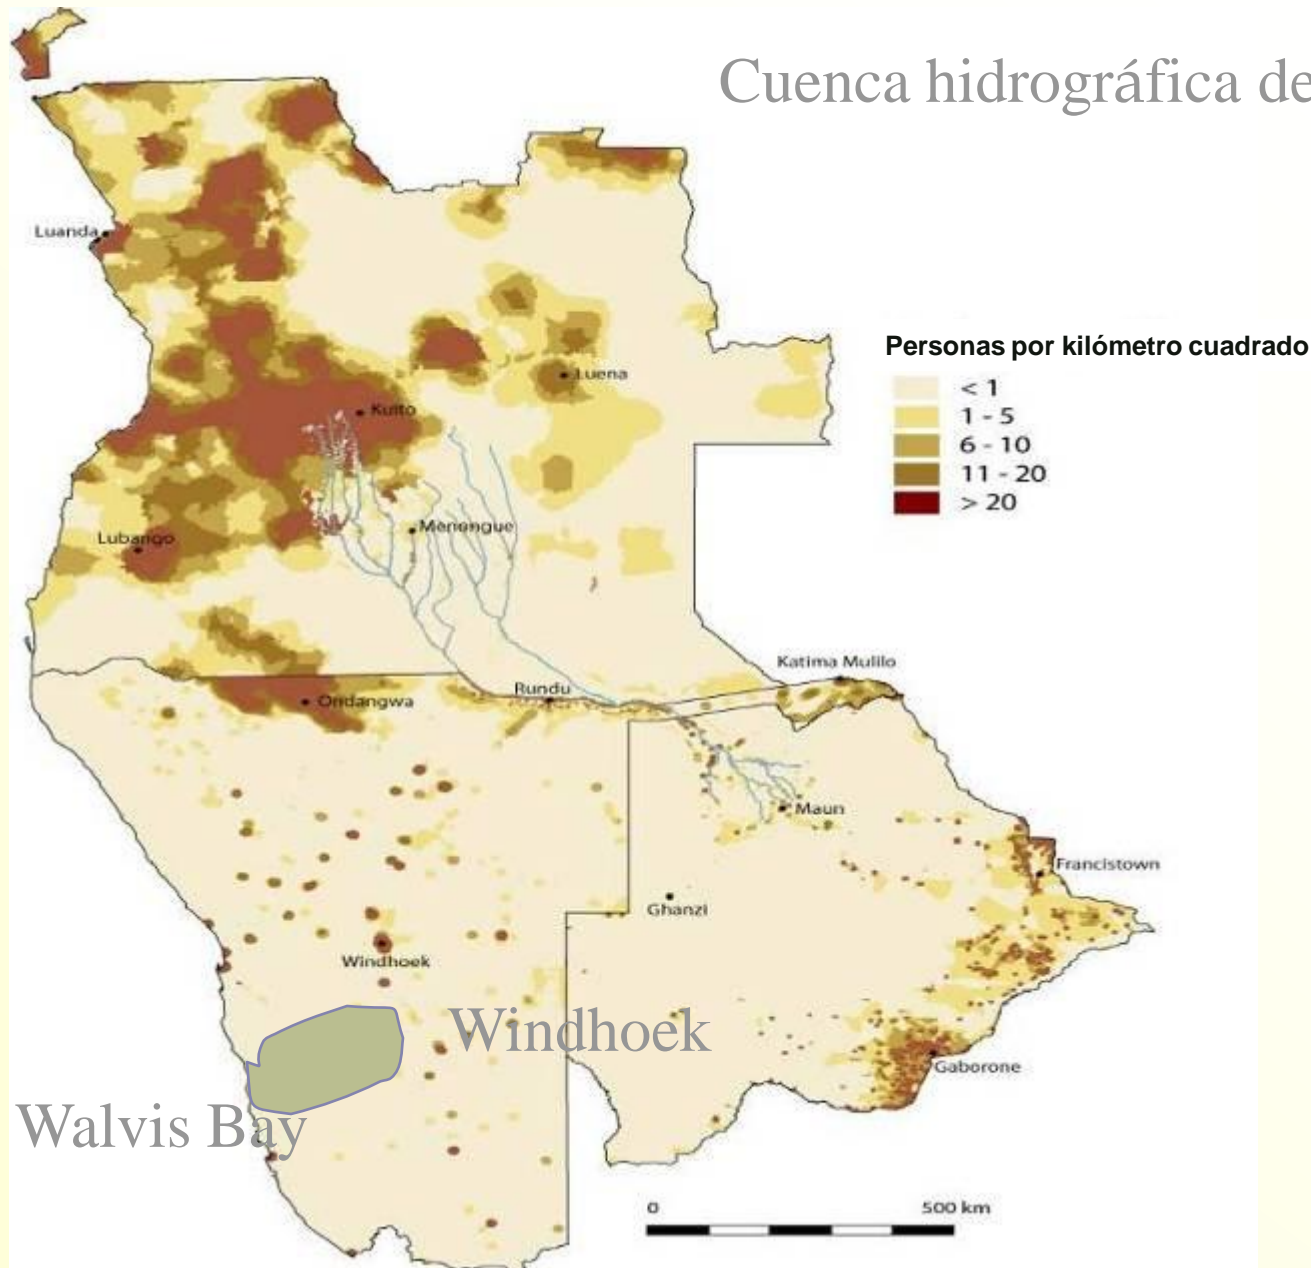 Cuenca hidrográfica de
Luanda
Personas por kilómetro cuadrado
< 1
1 - 5
6 - 10
11 - 20
> 20
Luena
Kuito
Menongue
Lubango
Katima Mulilo
Rundu
Ondangwa
Maun
Francistown
Ghanzi
Windhoek
Windhoek
Gaborone
Walvis Bay
0 500 km